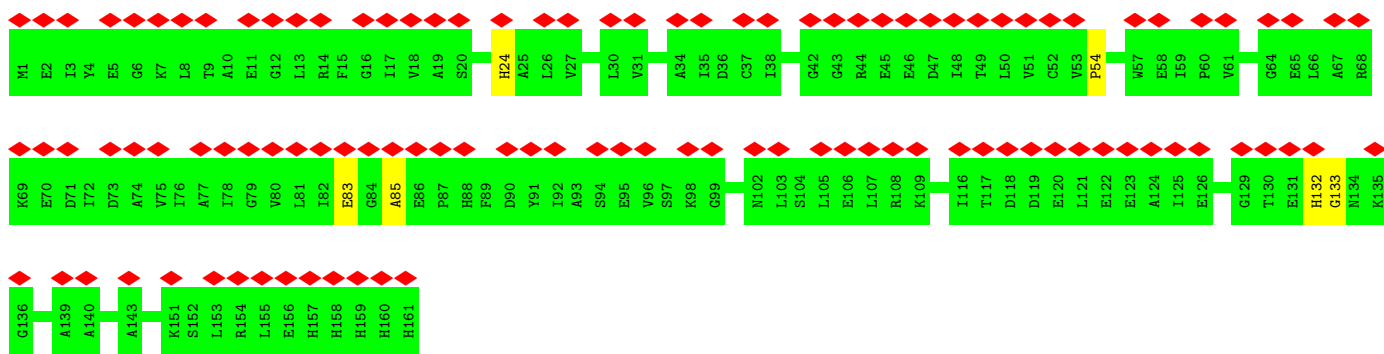 M1 E2 I3 Y4 E5 G6 K7 L8 T9 A10 E11 G12 L13 R14 F15 G16 I17 V18 A19 S20 H24 A25 L26 V27 L30 V31 A34 I35 D36 C37 I38 G42 G43 R44 E45 E46 D47 I48 T49 L50 V51 C52 V53 P54 W57 E58 I59 P60 V61 G64 E65 L66 A67 R68
K69 E70 D71 I72 D73 A74 V75 I76 A77 I78 G79 V80 L81 I82 E83 G84 A85 E86 P87 H88 F89 D90 Y91 I92 A93 S94 E95 V96 S97 K98 G99 N102 L103 S104 L105 E106 L107 R108 K109 I116 T117 D118 D119 E120 L121 E122 E123 A124 I125 E126 G129 T130 E131 H132 G133 N134 K135
G136 A139 A140 A143 K151 S152 L153 R154 L155 E156 H157 H158 H159 H160 H161